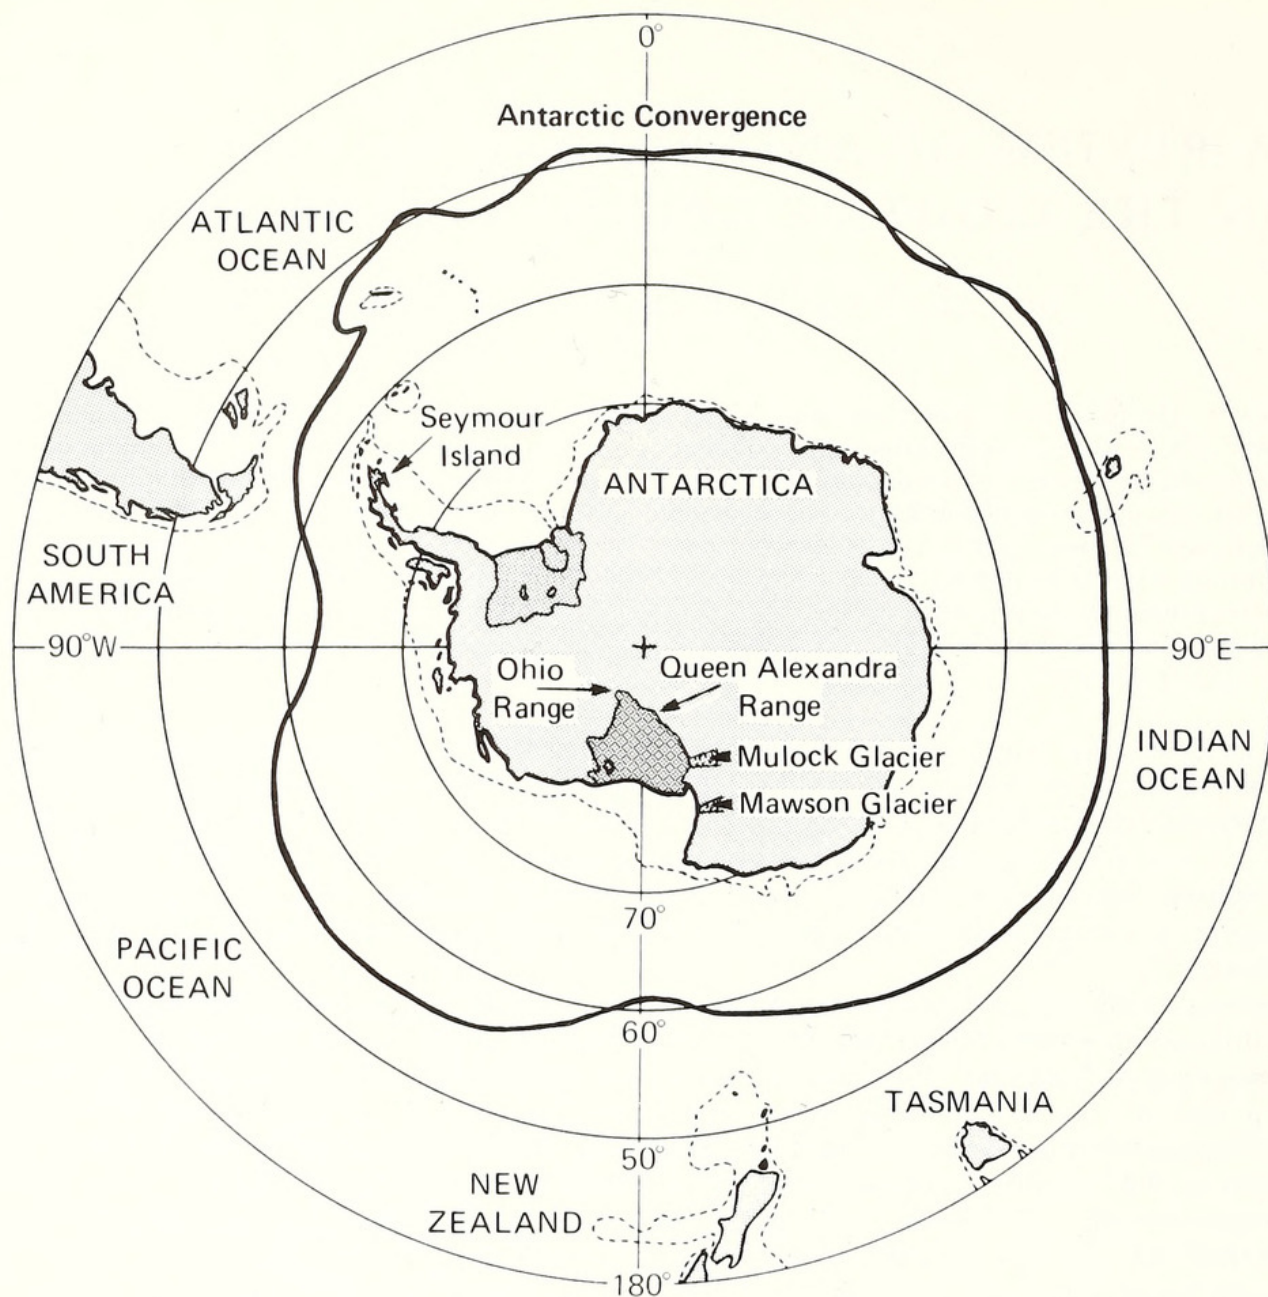 0°
Antarctic Convergence
ATLANTIC
OCEAN
Seymour
Island
ANTARCTICA
SOUTH
AMERICA
90°W
90°E
Ohio
Range
Queen Alexandra
Range
Mulock Glacier
Mawson Glacier
INDIAN
OCEAN
70°
PACIFIC
OCEAN
60°
TASMANIA
50°
NEW
ZEALAND
180°